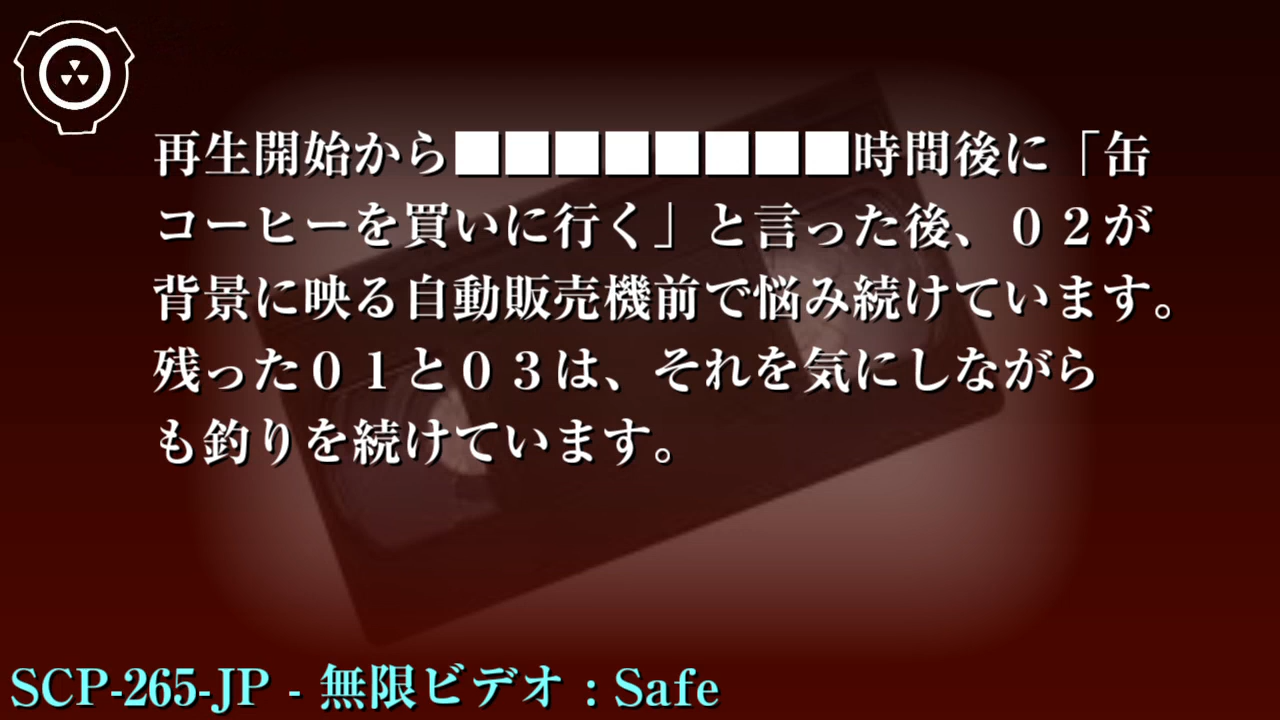 再生開始から■■■■■■■■時間後に「缶
コーヒーを買いに行く」と言った後、０２が
背景に映る自動販売機前で悩み続けています。
残った０１と０３は、それを気にしながら
も釣りを続けています。
SCP-265-JP - 無限ビデオ : Safe